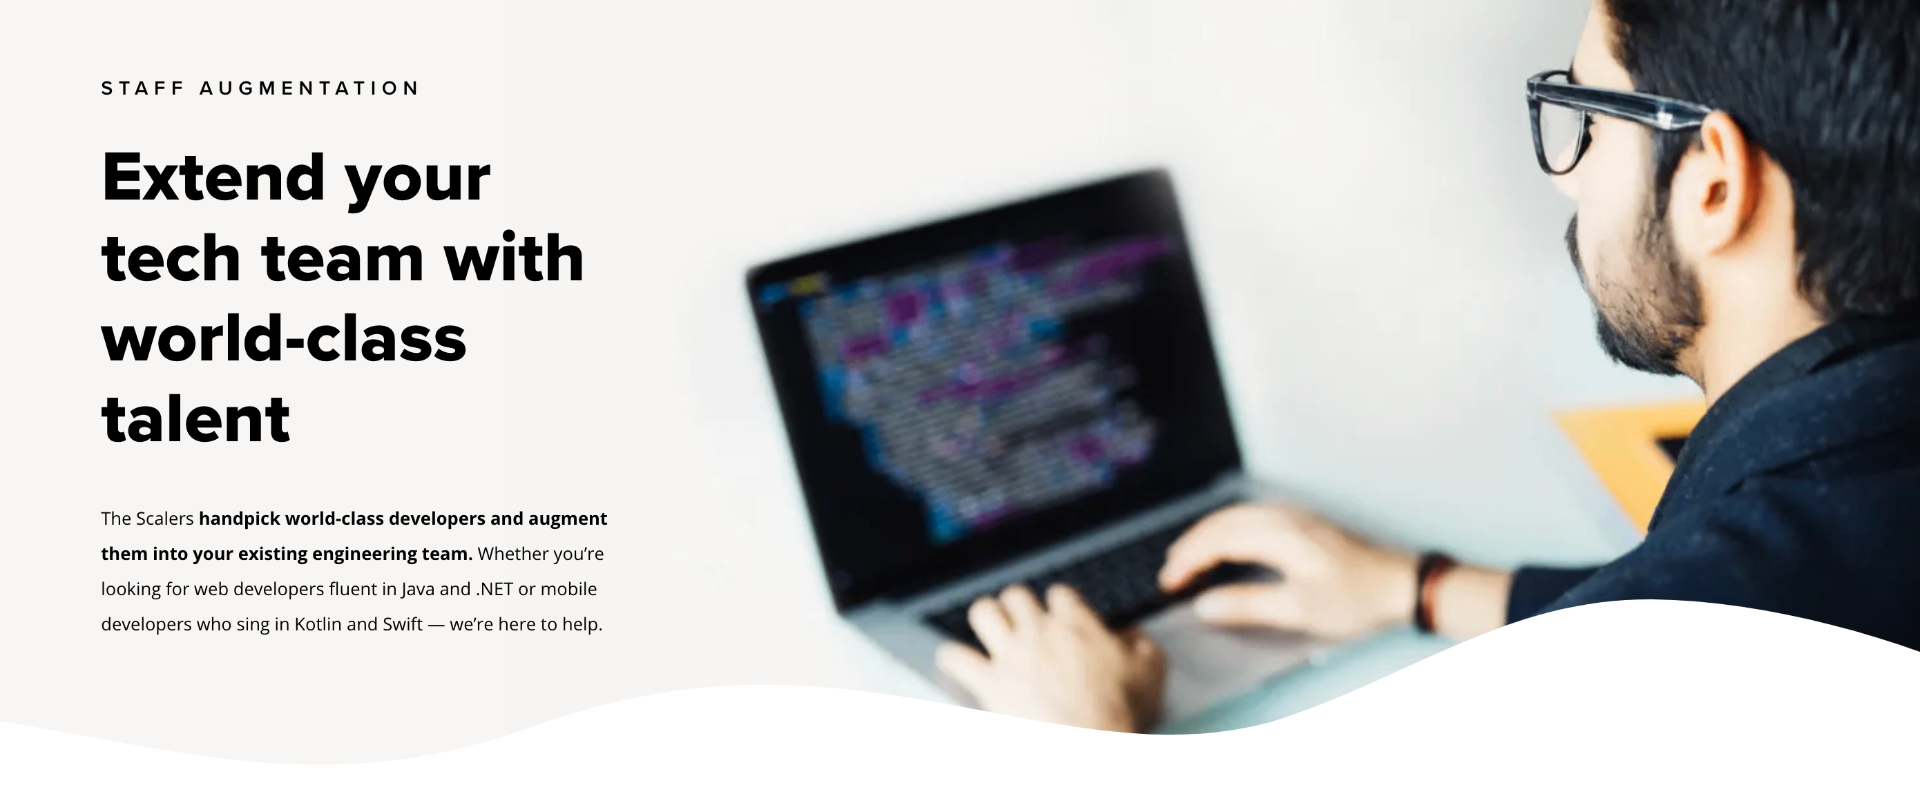 STAFF AUGMENTATION
Extend your
tech team with
world-class
talent
The Scalers handpick world-class developers and augment
them into your existing engineering team. Whether you’re
looking for web developers fluent in Java and .NET or mobile
developers who sing in Kotlin and Swift — we’re here to help.